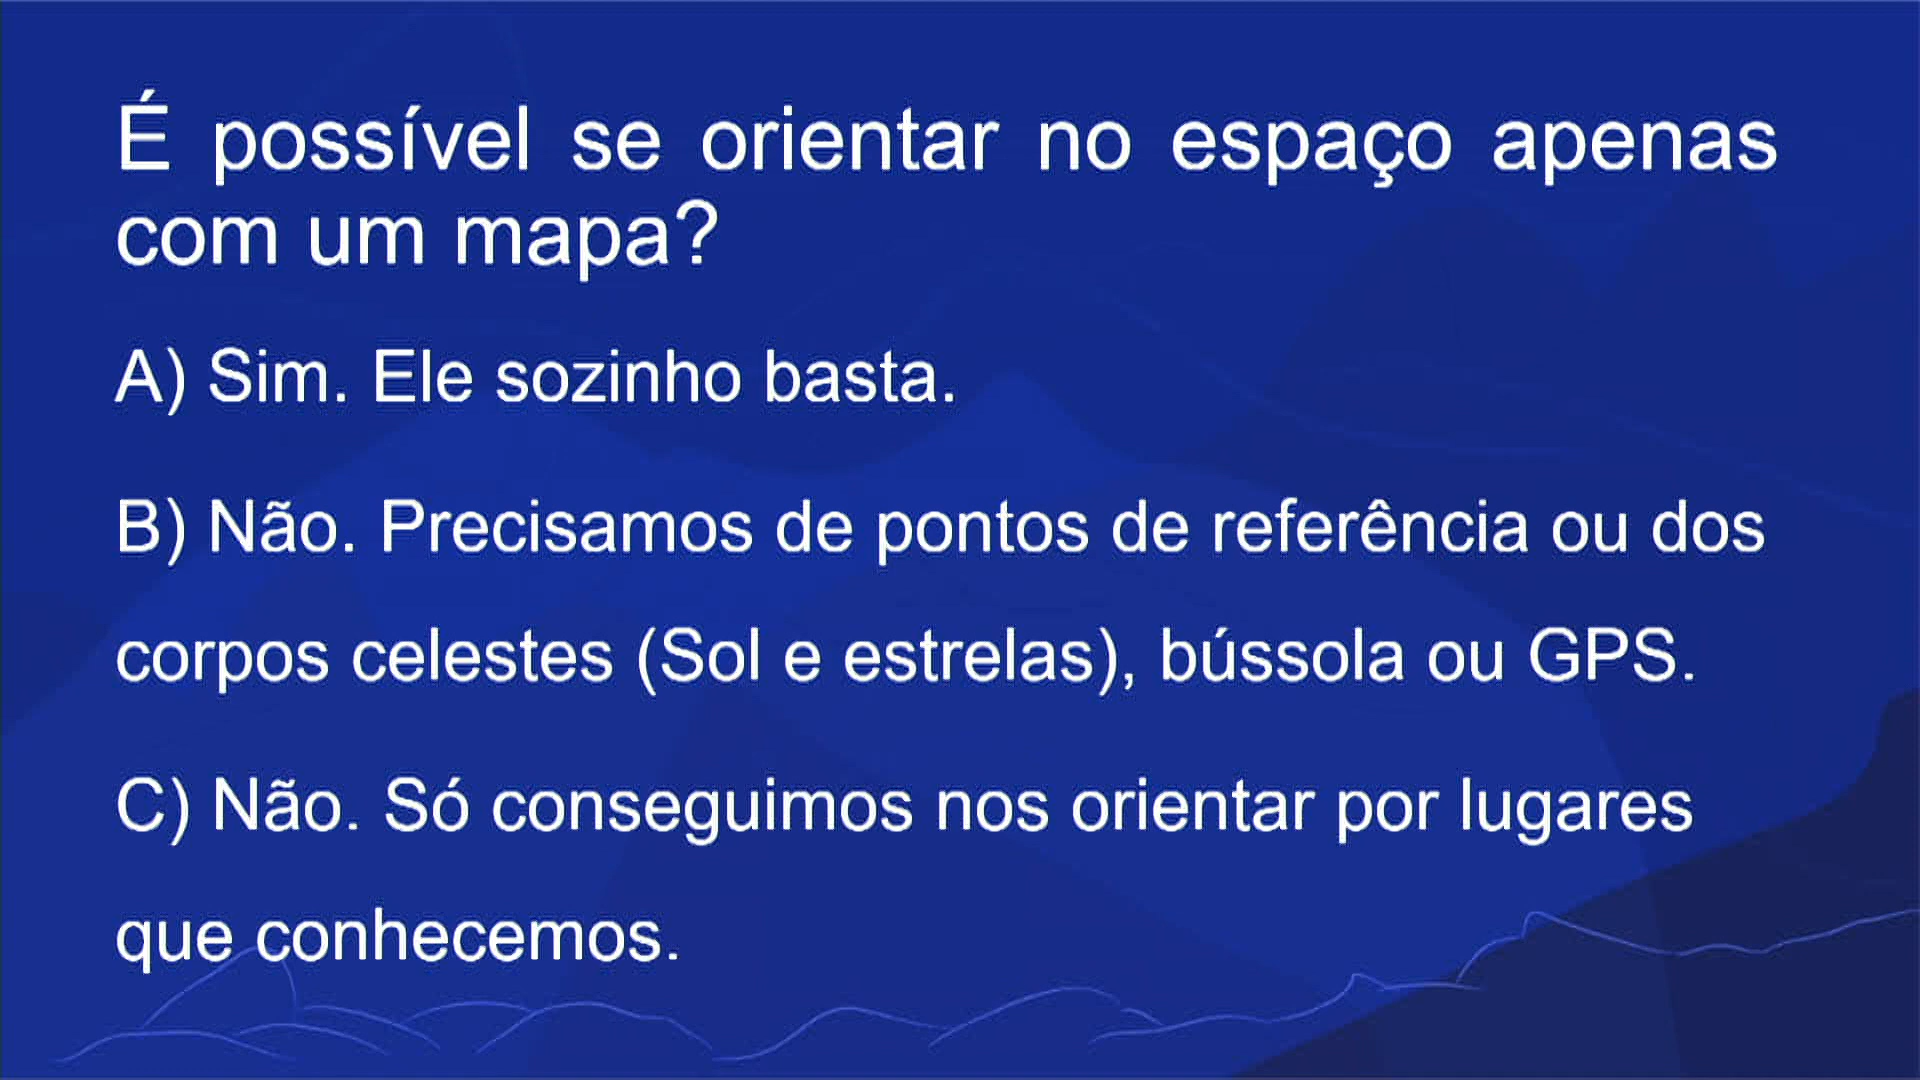 É possível se orientar no espaço apenas
com um mapa?
A) Sim. Ele sozinho basta.
B) Não. Precisamos de pontos de referência ou dos
corpos celestes (Sol e estrelas), bússola ou GPS.
C) Não. Só conseguimos nos orientar por lugares
que conhecemos.